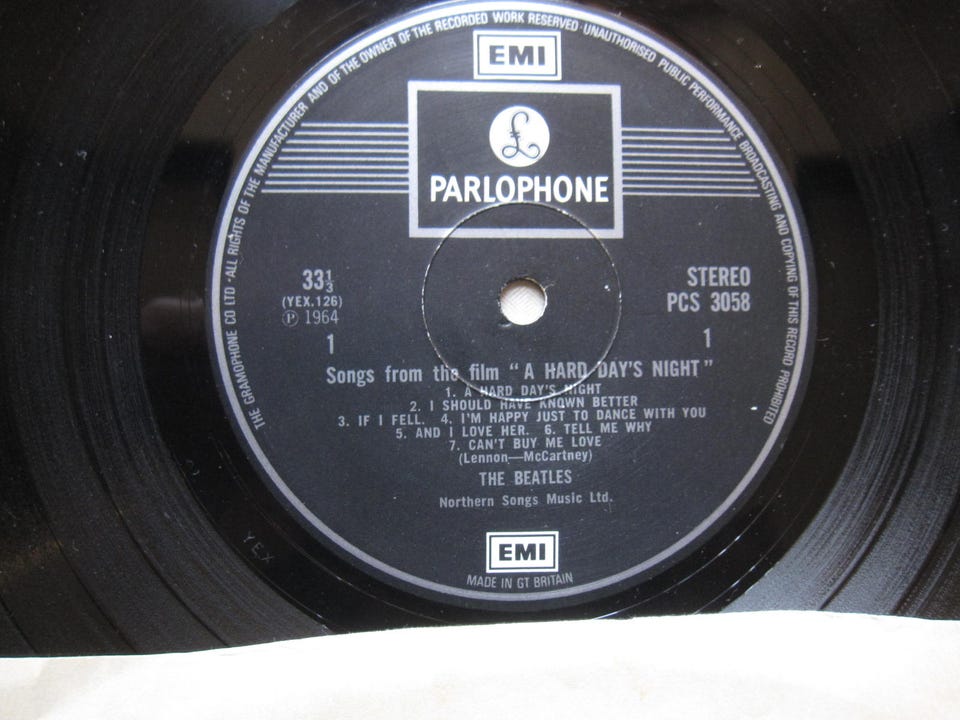 THE GRAMOPHONE CO LTD · ALL RIGHTS OF THE MANUFACTURER AND OF THE OWNER OF THE RECORDED WORK RESERVED · UNAUTHORISED PUBLIC PERFORMANCE BROADCASTING AND COPYING OF THIS RECORD PROHIBITED
EMI
£
PARLOPHONE
33⅓
(YEX.126)
Ⓟ 1964
1
STEREO
PCS 3058
1
Songs from the film "A HARD DAY'S NIGHT"
1. A HARD DAY'S NIGHT
2. I SHOULD HAVE KNOWN BETTER
3. IF I FELL. 4. I'M HAPPY JUST TO DANCE WITH YOU
5. AND I LOVE HER. 6. TELL ME WHY
7. CAN'T BUY ME LOVE
(Lennon—McCartney)
THE BEATLES
Northern Songs Music Ltd.
EMI
MADE IN GT BRITAIN
YEX